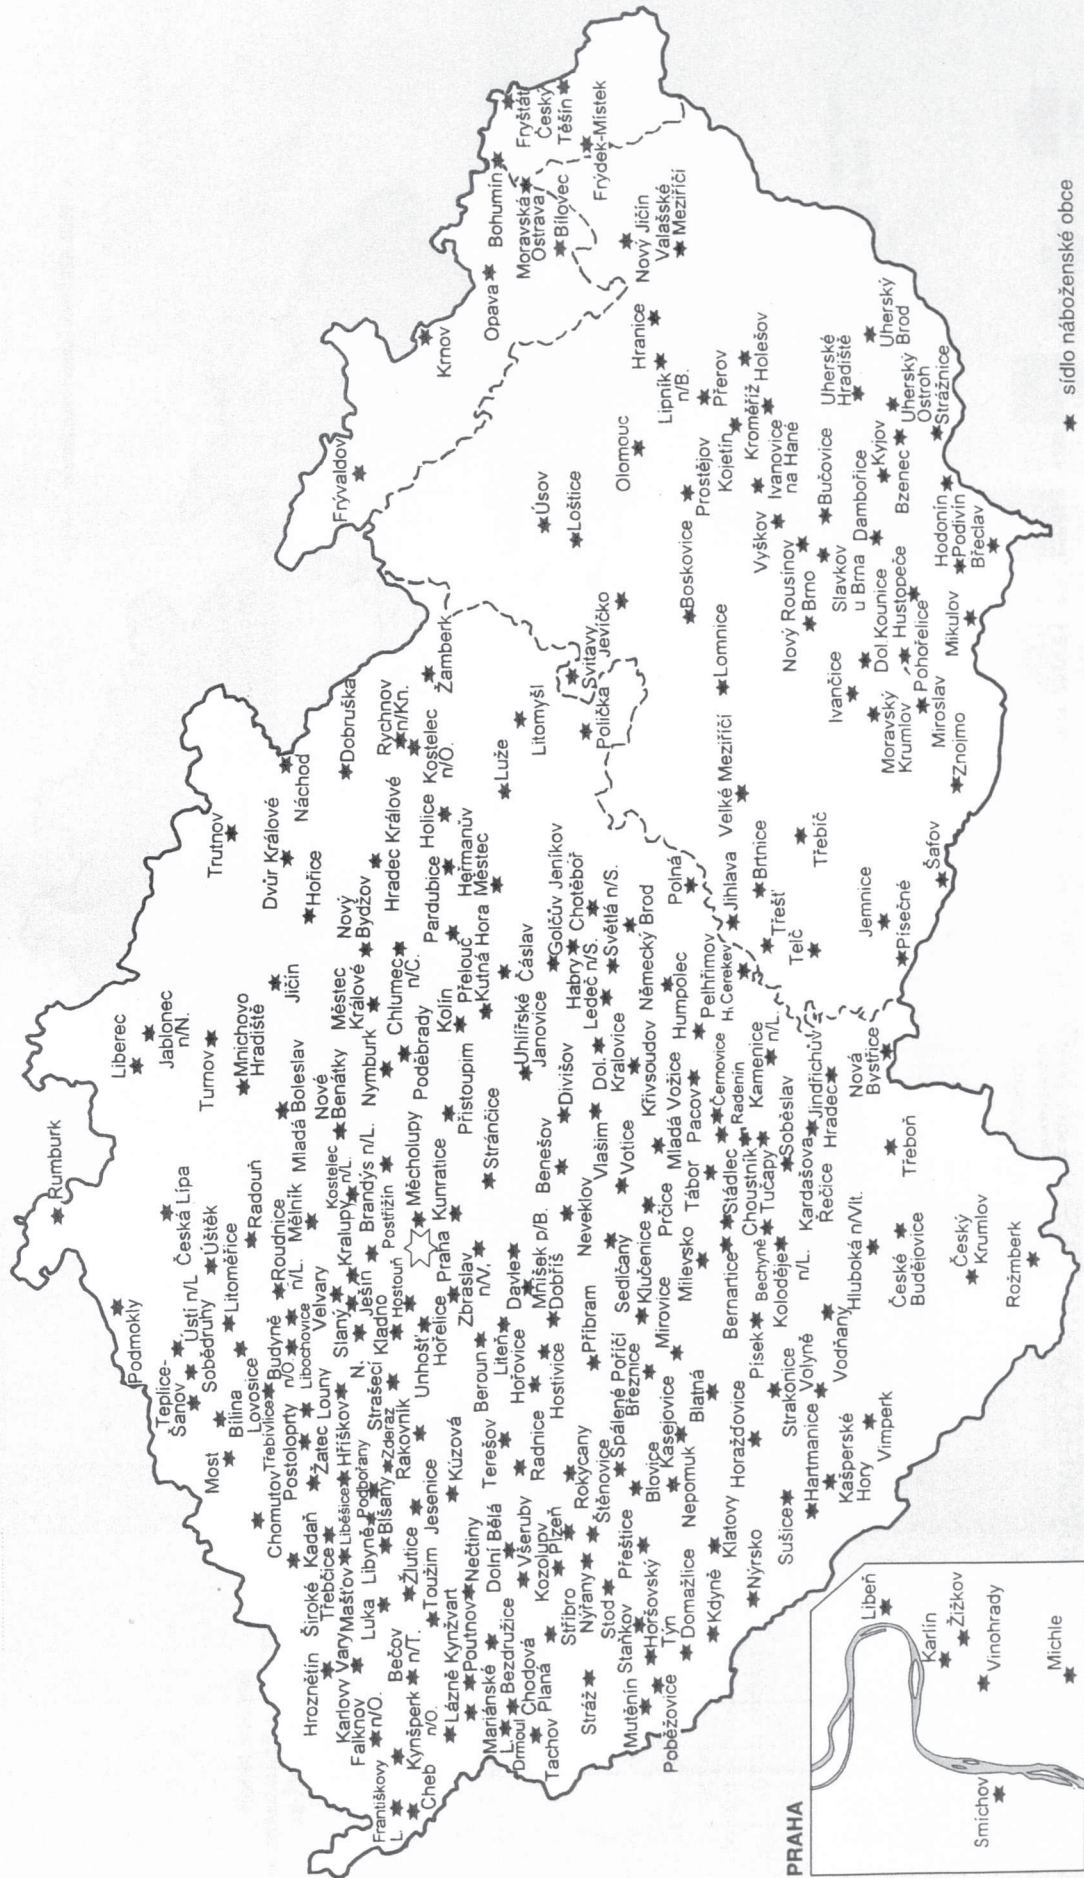 Rumburk
Podmokly
Liberec
Jablonec
n/N.
Turnov
Mnichovo
Hradiště
Teplice-
Šanov
Ústí n/L
Česká Lípa
Sobědruhy
Úštěk
Litoměřice
Radouň
Most
Bílina
Lovosice
Roudnice
n/L.
Mělník
Mladá Boleslav
Jičín
Trutnov
Dvůr Králové
Hořice
Náchod
Chomutov
Třebívlice
Budyně
n/O.
Postoloprty
Libochovice
Velvary
Nové
Benátky
Žatec
Louny
Slaný
Kralupy
Kostelec
n/L.
Městec
Králové
Nový
Bydžov
Dobruška
Hroznětín
Široké
Třebčice
Kadaň
Hříškov
Liběšice
N.
Strašecí
Ješín
Kladno
Brandýs n/L.
Nymburk
Chlumec
n/C.
Hradec Králové
Rychnov
n/Kn.
Karlovy Vary
Mašťov
Podbořany
Zderaz
Hostouň
Postřižin
Poděbrady
Pardubice
Holice
Kostelec
n/O.
Žamberk
Falknov
n/O.
Luka
Libyně
Blšany
Rakovník
Unhošť
Hořelice
Praha
Měcholupy
Kunratice
Kolín
Přelouč
Heřmanův
Městec
Františkovy
L.
Bečov
n/T.
Žlutice
Jesenice
Přistoupim
Kutná Hora
Luže
Litomyšl
Cheb
Kynšperk
n/O.
Toužim
Kúzová
Beroun
Zbraslav
n/V.
Stránčice
Uhlířské
Janovice
Čáslav
Lázně Kynžvart
Poutnov
Nečtiny
Terešov
Liteň
Hořovice
Davle
Mníšek p/B.
Benešov
Divišov
Golčův Jeníkov
Habry
Chotěboř
Polička
Svitavy
Jevíčko
Mariánské
L.
Bezdružice
Dolní Bělá
Všeruby
Radnice
Hostivice
Dobříš
Neveklov
Vlašim
Dol.
Kralovice
Ledeč n/S.
Světlá n/S.
Drmoul
Chodová
Planá
Kozolupy
Plzeň
Rokycany
Příbram
Sedlčany
Votice
Křivsoudov
Německý Brod
Tachov
Stříbro
Nýřany
Štěnovice
Spálené Poříčí
Březnice
Klučenice
Prčice
Mladá Vožice
Humpolec
Polná
Stráž
Stod
Přeštice
Blovice
Kasejovice
Mirovice
Milevsko
Tábor
Pacov
Pelhřimov
H.Cerekev
Jihlava
Velké Meziříčí
Mutěnín
Staňkov
Horšovský
Týn
Nepomuk
Blatná
Bernartice
Stádlec
Černovice
Radenín
Brtnice
Poběžovice
Domažlice
Klatovy
Horažďovice
Písek
Bechyně
Choustník
Tučapy
Kamenice
n/L.
Třešť
Telč
Třebíč
Kdyně
Nýrsko
Sušice
Strakonice
Koloděje
n/L.
Soběslav
Jindřichův
Hradec
Hartmanice
Volyně
Vodňany
Kardašova
Řečice
Nová
Bystřice
Jemnice
Písečné
Šafov
Kašperské
Hory
Vimperk
Hluboká n/Vlt.
České
Budějovice
Třeboň
Český
Krumlov
Rožmberk
Frývaldov
Krnov
Opava
Bohumín
Fryštát
Český
Těšín
Moravská
Ostrava
Bílovec
Frýdek-Místek
Úsov
Loštice
Olomouc
Hranice
Nový Jičín
Valašské
Meziříčí
Lipník
n/B.
Přerov
Boskovice
Prostějov
Kojetín
Kroměříž
Holešov
Lomnice
Vyškov
Ivanovice
na Hané
Nový Rousínov
Brno
Slavkov
u Brna
Bučovice
Uherské
Hradiště
Uherský
Brod
Ivančice
Dol.Kounice
Dambořice
Kyjov
Uherský
Ostroh
Moravský
Krumlov
Hustopeče
Pohořelice
Bzenec
Strážnice
Miroslav
Znojmo
Mikulov
Hodonín
Podivín
Břeclav
PRAHA
Libeň
Karlín
Žižkov
Vinohrady
Smíchov
Michle
sídlo náboženské obce